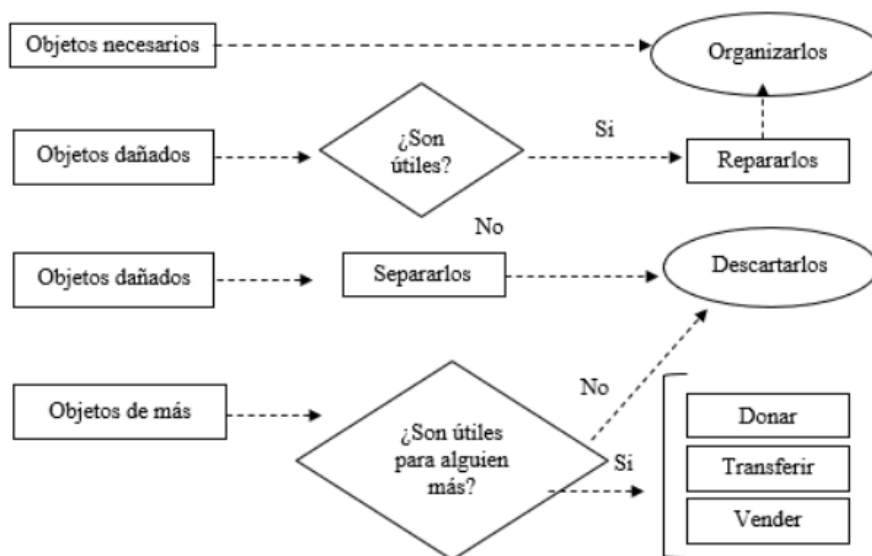 Objetos necesarios
Organizarlos
Objetos dañados
¿Son
útiles?
Si
Repararlos
No
Objetos dañados
Separarlos
Descartarlos
Objetos de más
¿Son útiles
para alguien
más?
No
Si
Donar
Transferir
Vender